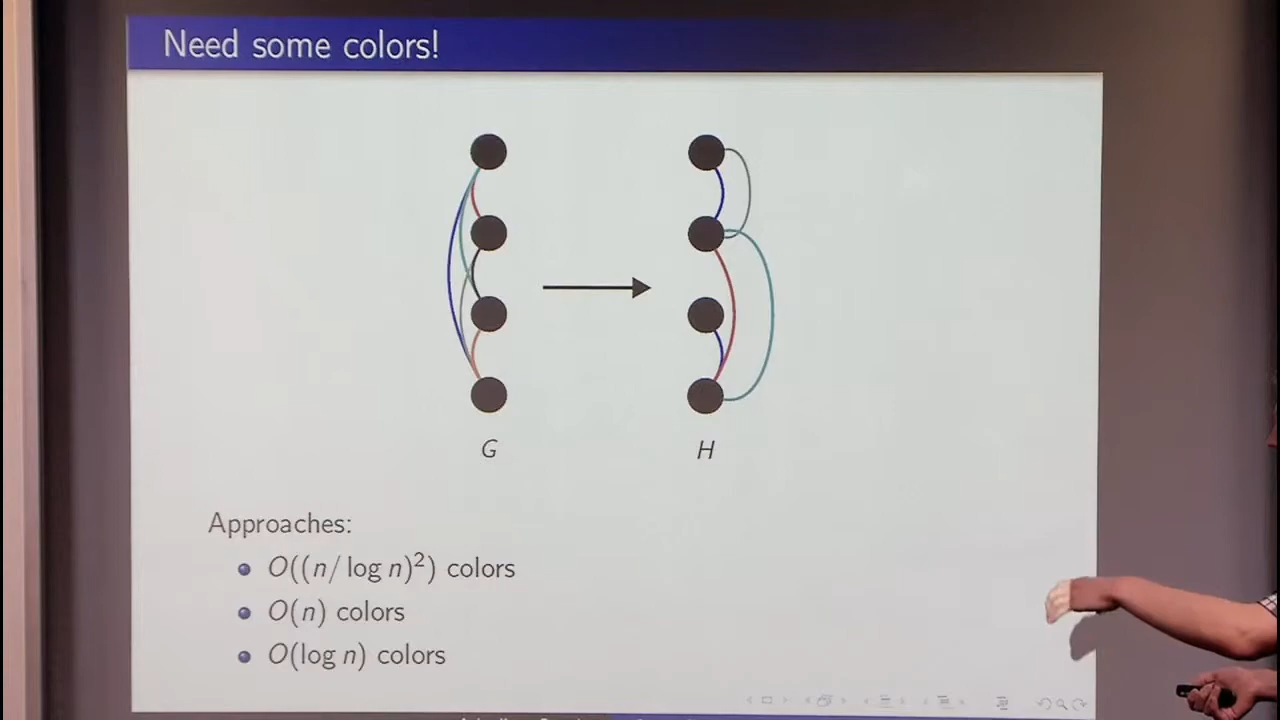 Need some colors!
G
H
Approaches:
O((n/ log n)²) colors
O(n) colors
O(log n) colors